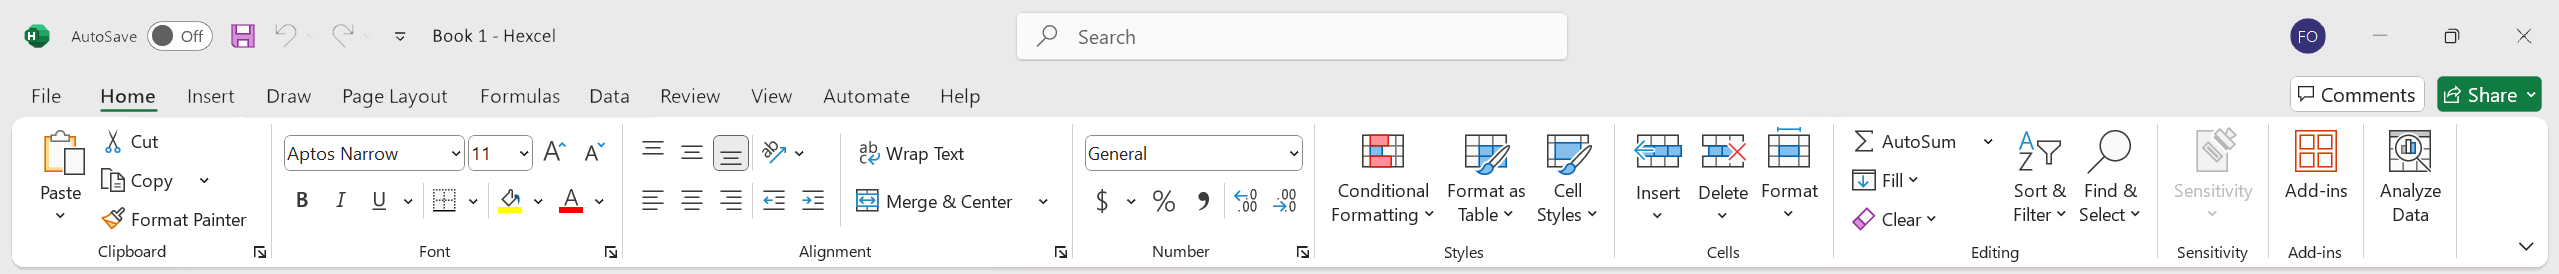 AutoSave Off Book 1 - Hexcel Search FO
File Home Insert Draw Page Layout Formulas Data Review View Automate Help Comments Share
Paste
Cut
Copy
Format Painter
Clipboard
Aptos Narrow 11
B I U A
Font
ab Wrap Text
Merge & Center
Alignment
General
$ % , .00 .00
Number
Conditional
Formatting
Format as
Table
Cell
Styles
Styles
Insert
Delete
Format
Cells
AutoSum
Fill
Clear
Sort &
Filter
Find &
Select
Editing
Sensitivity
Sensitivity
Add-ins
Add-ins
Analyze
Data